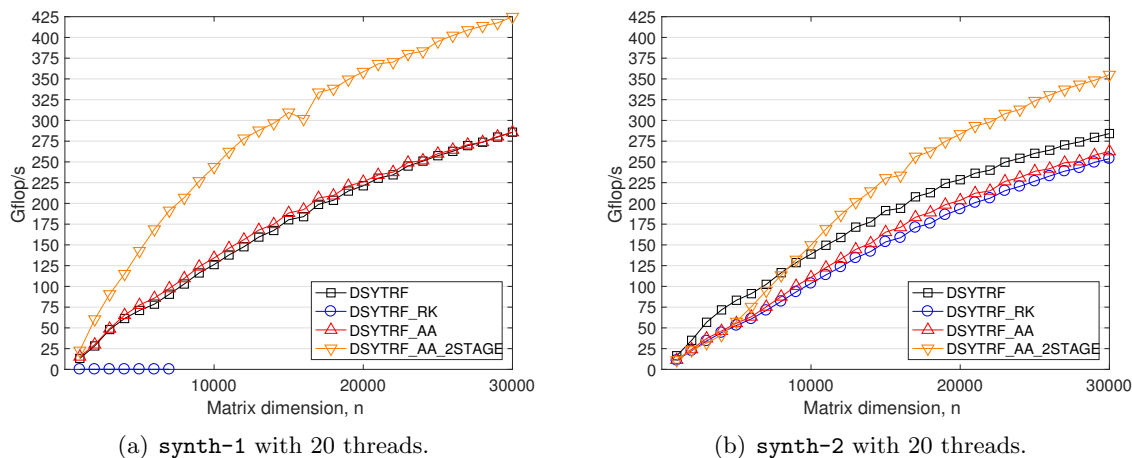 425
400
375
350
325
300
275
250
225
200
175
150
125
100
75
50
25
0
Gflop/s
10000 20000 30000
Matrix dimension, n
DSYTRF
DSYTRF_RK
DSYTRF_AA
DSYTRF_AA_2STAGE
(a) synth-1 with 20 threads.
425
400
375
350
325
300
275
250
225
200
175
150
125
100
75
50
25
0
Gflop/s
10000 20000 30000
Matrix dimension, n
DSYTRF
DSYTRF_RK
DSYTRF_AA
DSYTRF_AA_2STAGE
(b) synth-2 with 20 threads.